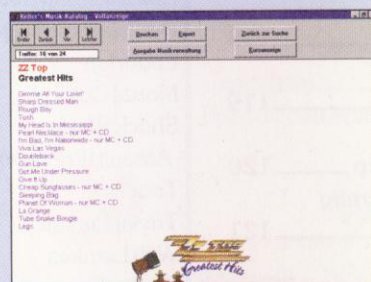 Keller's Musik-Katalog - Vollanzeige
Erster Zurück Vor Letzter
Drucken Export
Zurück zur Suche
Treffer: 16 von 24
Ausgabe Musikverwaltung
Kurzanzeige
ZZ Top
Greatest Hits
Gimme All Your Lovin'
Sharp Dressed Man
Rough Boy
Tush
My Head Is In Mississippi
Pearl Necklace - nur MC + CD
I'm Bad, I'm Nationwide - nur MC + CD
Viva Las Vegas
Doubleback
Gun Love
Got Me Under Pressure
Give It Up
Cheap Sunglasses - nur MC + CD
Sleeping Bag
Planet Of Women - nur MC + CD
La Grange
Tube Snake Boogie
Legs
Greatest Hits